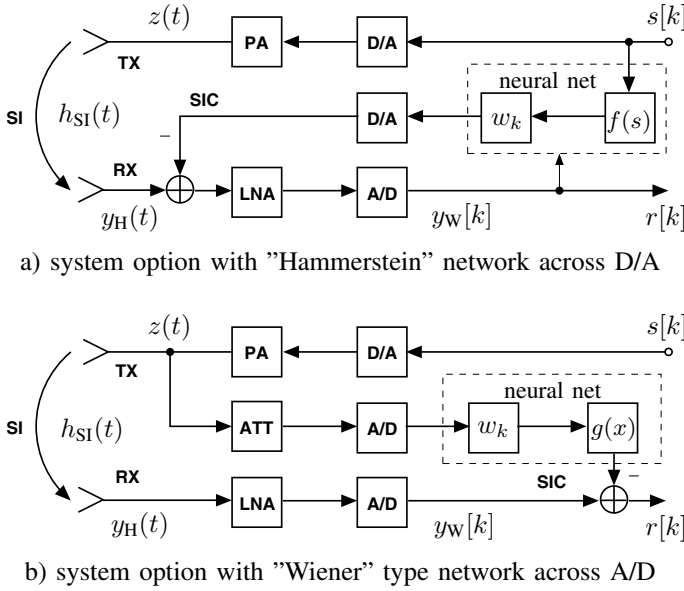 z(t) s[k]
PA D/A
TX
neural net
SIC
SI h_SI(t) D/A w_k f(s)
−
RX
LNA A/D
y_H(t) y_W[k] r[k]
a) system option with ”Hammerstein” network across D/A
z(t) s[k]
PA D/A
TX
neural net
SI h_SI(t) ATT A/D w_k g(x)
RX SIC −
LNA A/D
y_H(t) y_W[k] r[k]
b) system option with ”Wiener” type network across A/D